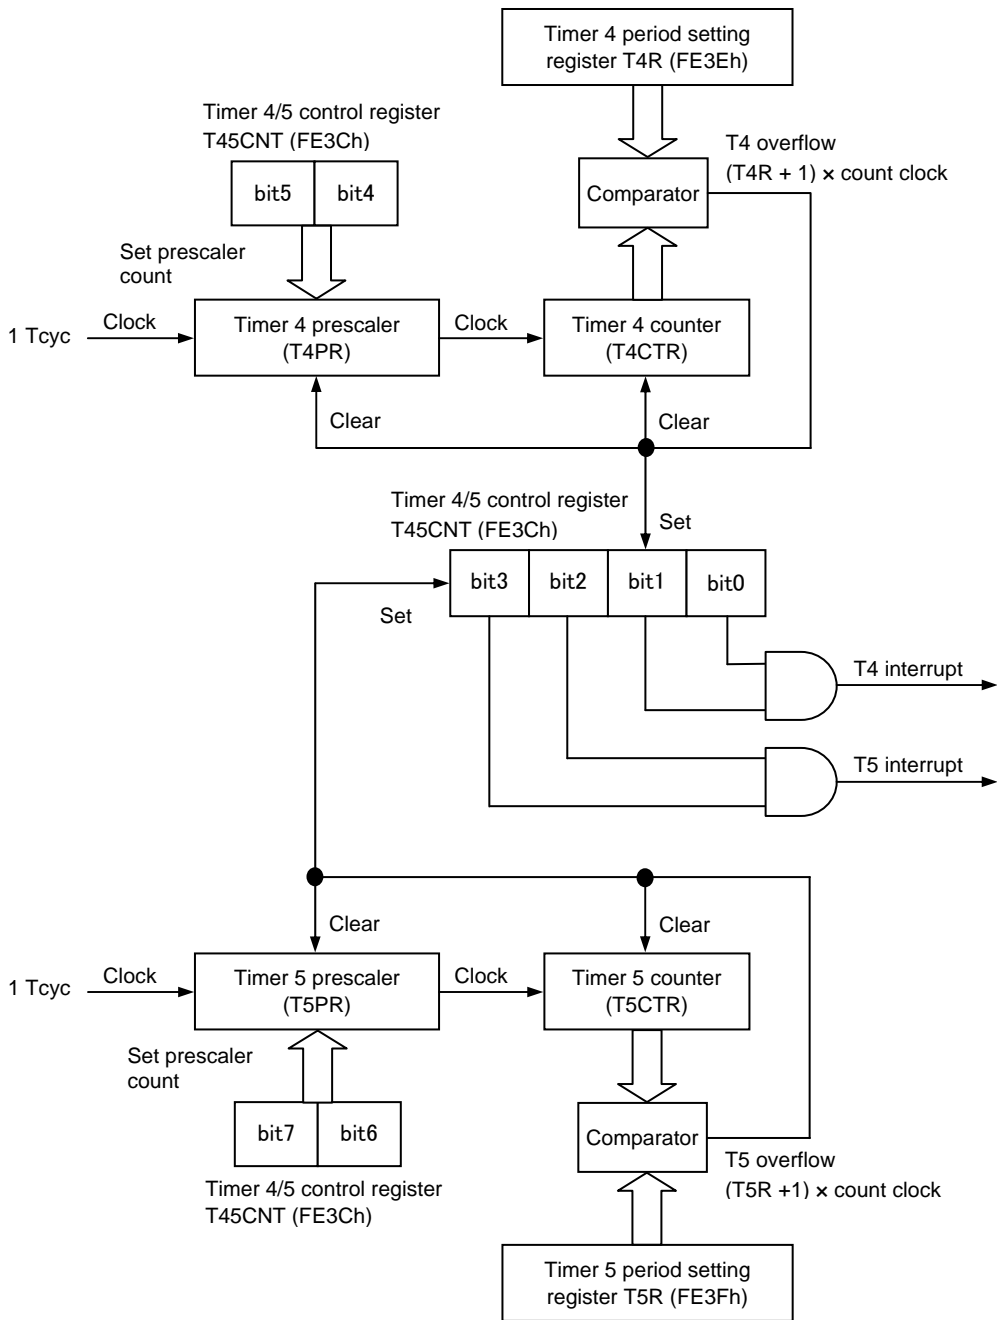 Timer 4 period setting
register T4R (FE3Eh)
Timer 4/5 control register
T45CNT (FE3Ch)
bit5 bit4
T4 overflow
(T4R + 1) × count clock
Comparator
Set prescaler
count
1 Tcyc
Clock
Timer 4 prescaler
(T4PR)
Clock
Timer 4 counter
(T4CTR)
Clear
Clear
Timer 4/5 control register
T45CNT (FE3Ch)
Set
bit3 bit2 bit1 bit0
Set
T4 interrupt
T5 interrupt
Clear
Clear
1 Tcyc
Clock
Timer 5 prescaler
(T5PR)
Clock
Timer 5 counter
(T5CTR)
Set prescaler
count
bit7 bit6
Comparator
Timer 4/5 control register
T45CNT (FE3Ch)
T5 overflow
(T5R +1) × count clock
Timer 5 period setting
register T5R (FE3Fh)